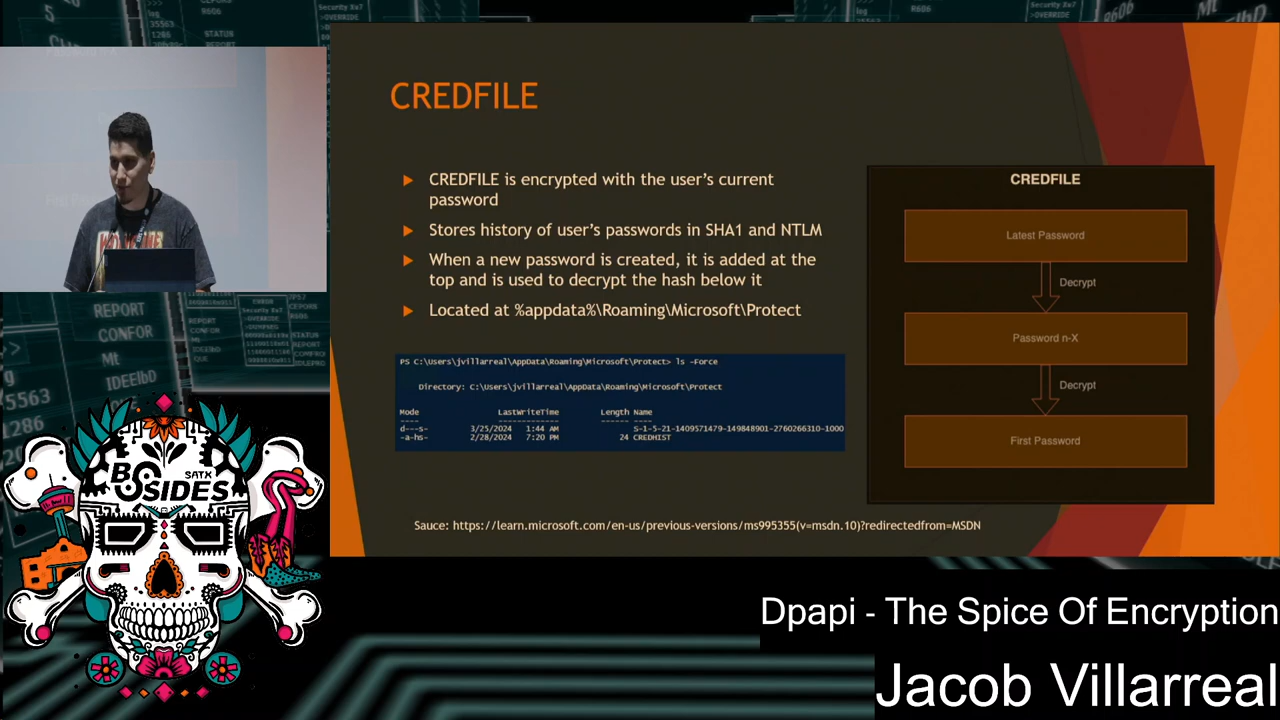 CREDFILE
CREDFILE is encrypted with the user's current
password
Stores history of user's passwords in SHA1 and NTLM
When a new password is created, it is added at the
top and is used to decrypt the hash below it
Located at %appdata%\Roaming\Microsoft\Protect
PS C:\Users\jvillarreal\AppData\Roaming\Microsoft\Protect> ls -Force
Directory: C:\Users\jvillarreal\AppData\Roaming\Microsoft\Protect
Mode LastWriteTime Length Name
---- ------------- ------ ----
d---s- 3/25/2024 1:44 AM S-1-5-21-1409571479-149848901-2760266310-1000
-a-hs- 2/28/2024 7:20 PM 24 CREDHIST
CREDFILE
Latest Password
Decrypt
Password n-X
Decrypt
First Password
Sauce: https://learn.microsoft.com/en-us/previous-versions/ms995355(v=msdn.10)?redirectedfrom=MSDN
REPORT
CONFOR
Mt
IDEEIbD
35563
1286
BSIDES
SATX
Dpapi - The Spice Of Encryption
Jacob Villarreal